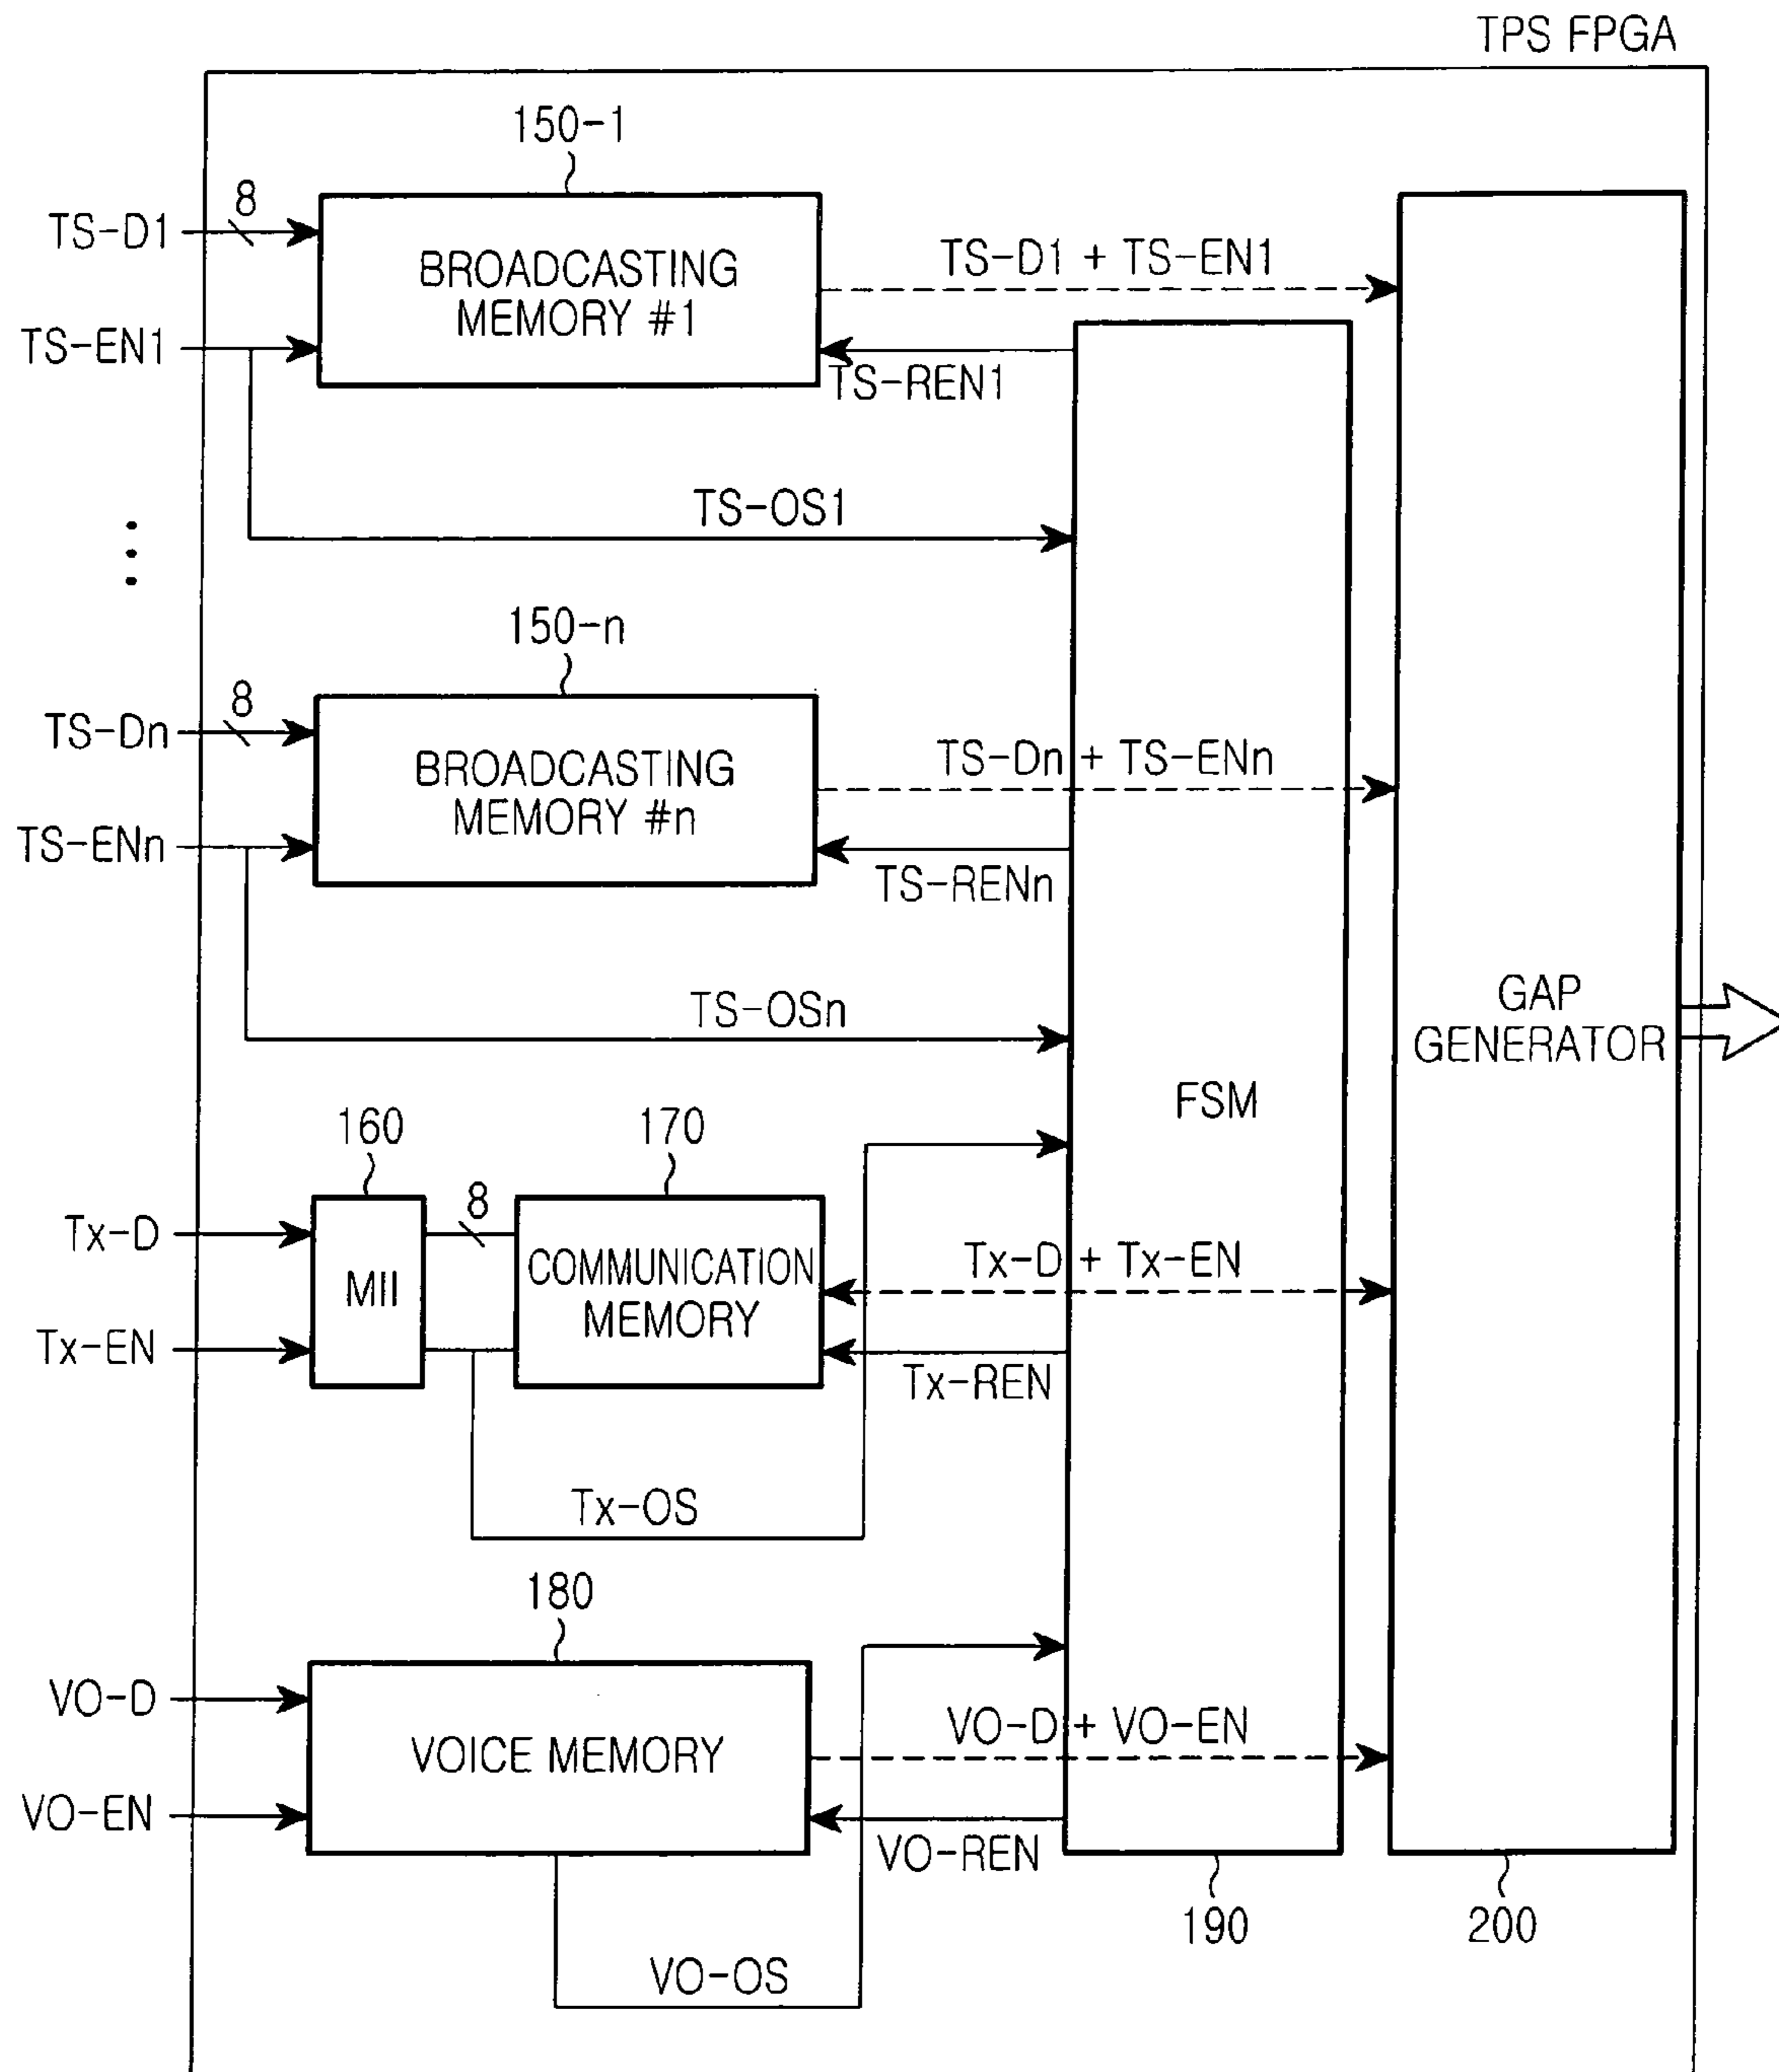 TPS FPGA
150-1
TS-D1
8
BROADCASTING
MEMORY #1
TS-D1 + TS-EN1
TS-EN1
TS-REN1
TS-OS1
150-n
TS-Dn
8
BROADCASTING
MEMORY #n
TS-Dn + TS-ENn
TS-ENn
TS-RENn
TS-OSn
GAP
GENERATOR
FSM
160
170
Tx-D
8
MII
COMMUNICATION
MEMORY
Tx-D + Tx-EN
Tx-EN
Tx-REN
Tx-OS
180
VO-D
VOICE MEMORY
VO-D + VO-EN
VO-EN
VO-REN
190
200
VO-OS